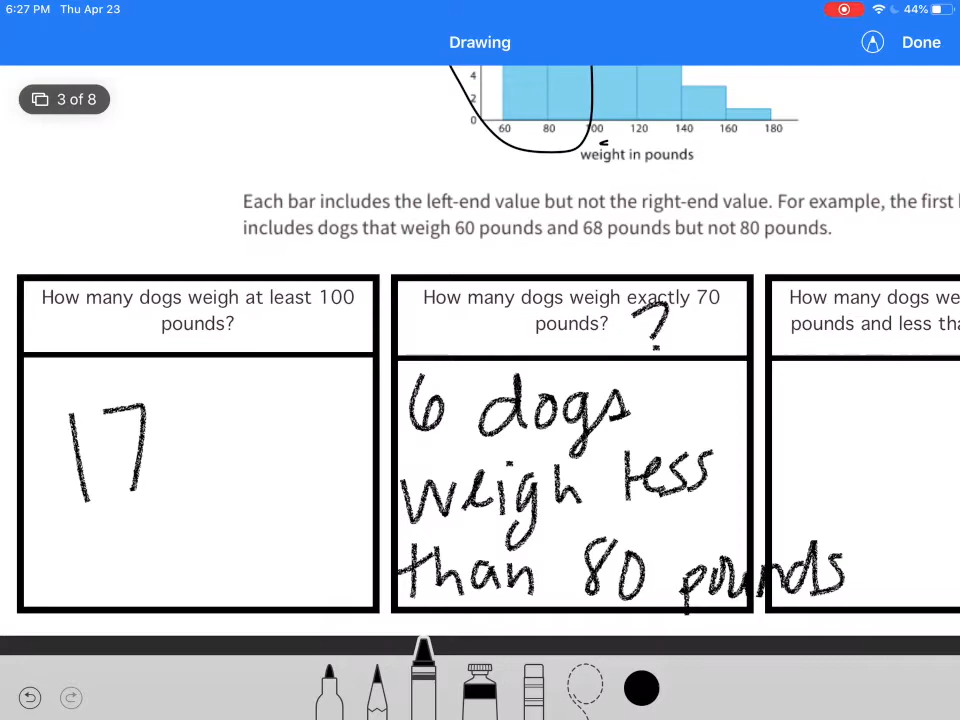 6:27 PM Thu Apr 23 44%
Drawing Done
3 of 8
4
2
0
60 80 100 120 140 160 180
weight in pounds
Each bar includes the left-end value but not the right-end value. For example, the first
includes dogs that weigh 60 pounds and 68 pounds but not 80 pounds.
How many dogs weigh at least 100
pounds?
17
How many dogs weigh exactly 70
pounds? ?
6 dogs
weigh less
than 80 pounds
How many dogs we
pounds and less tha